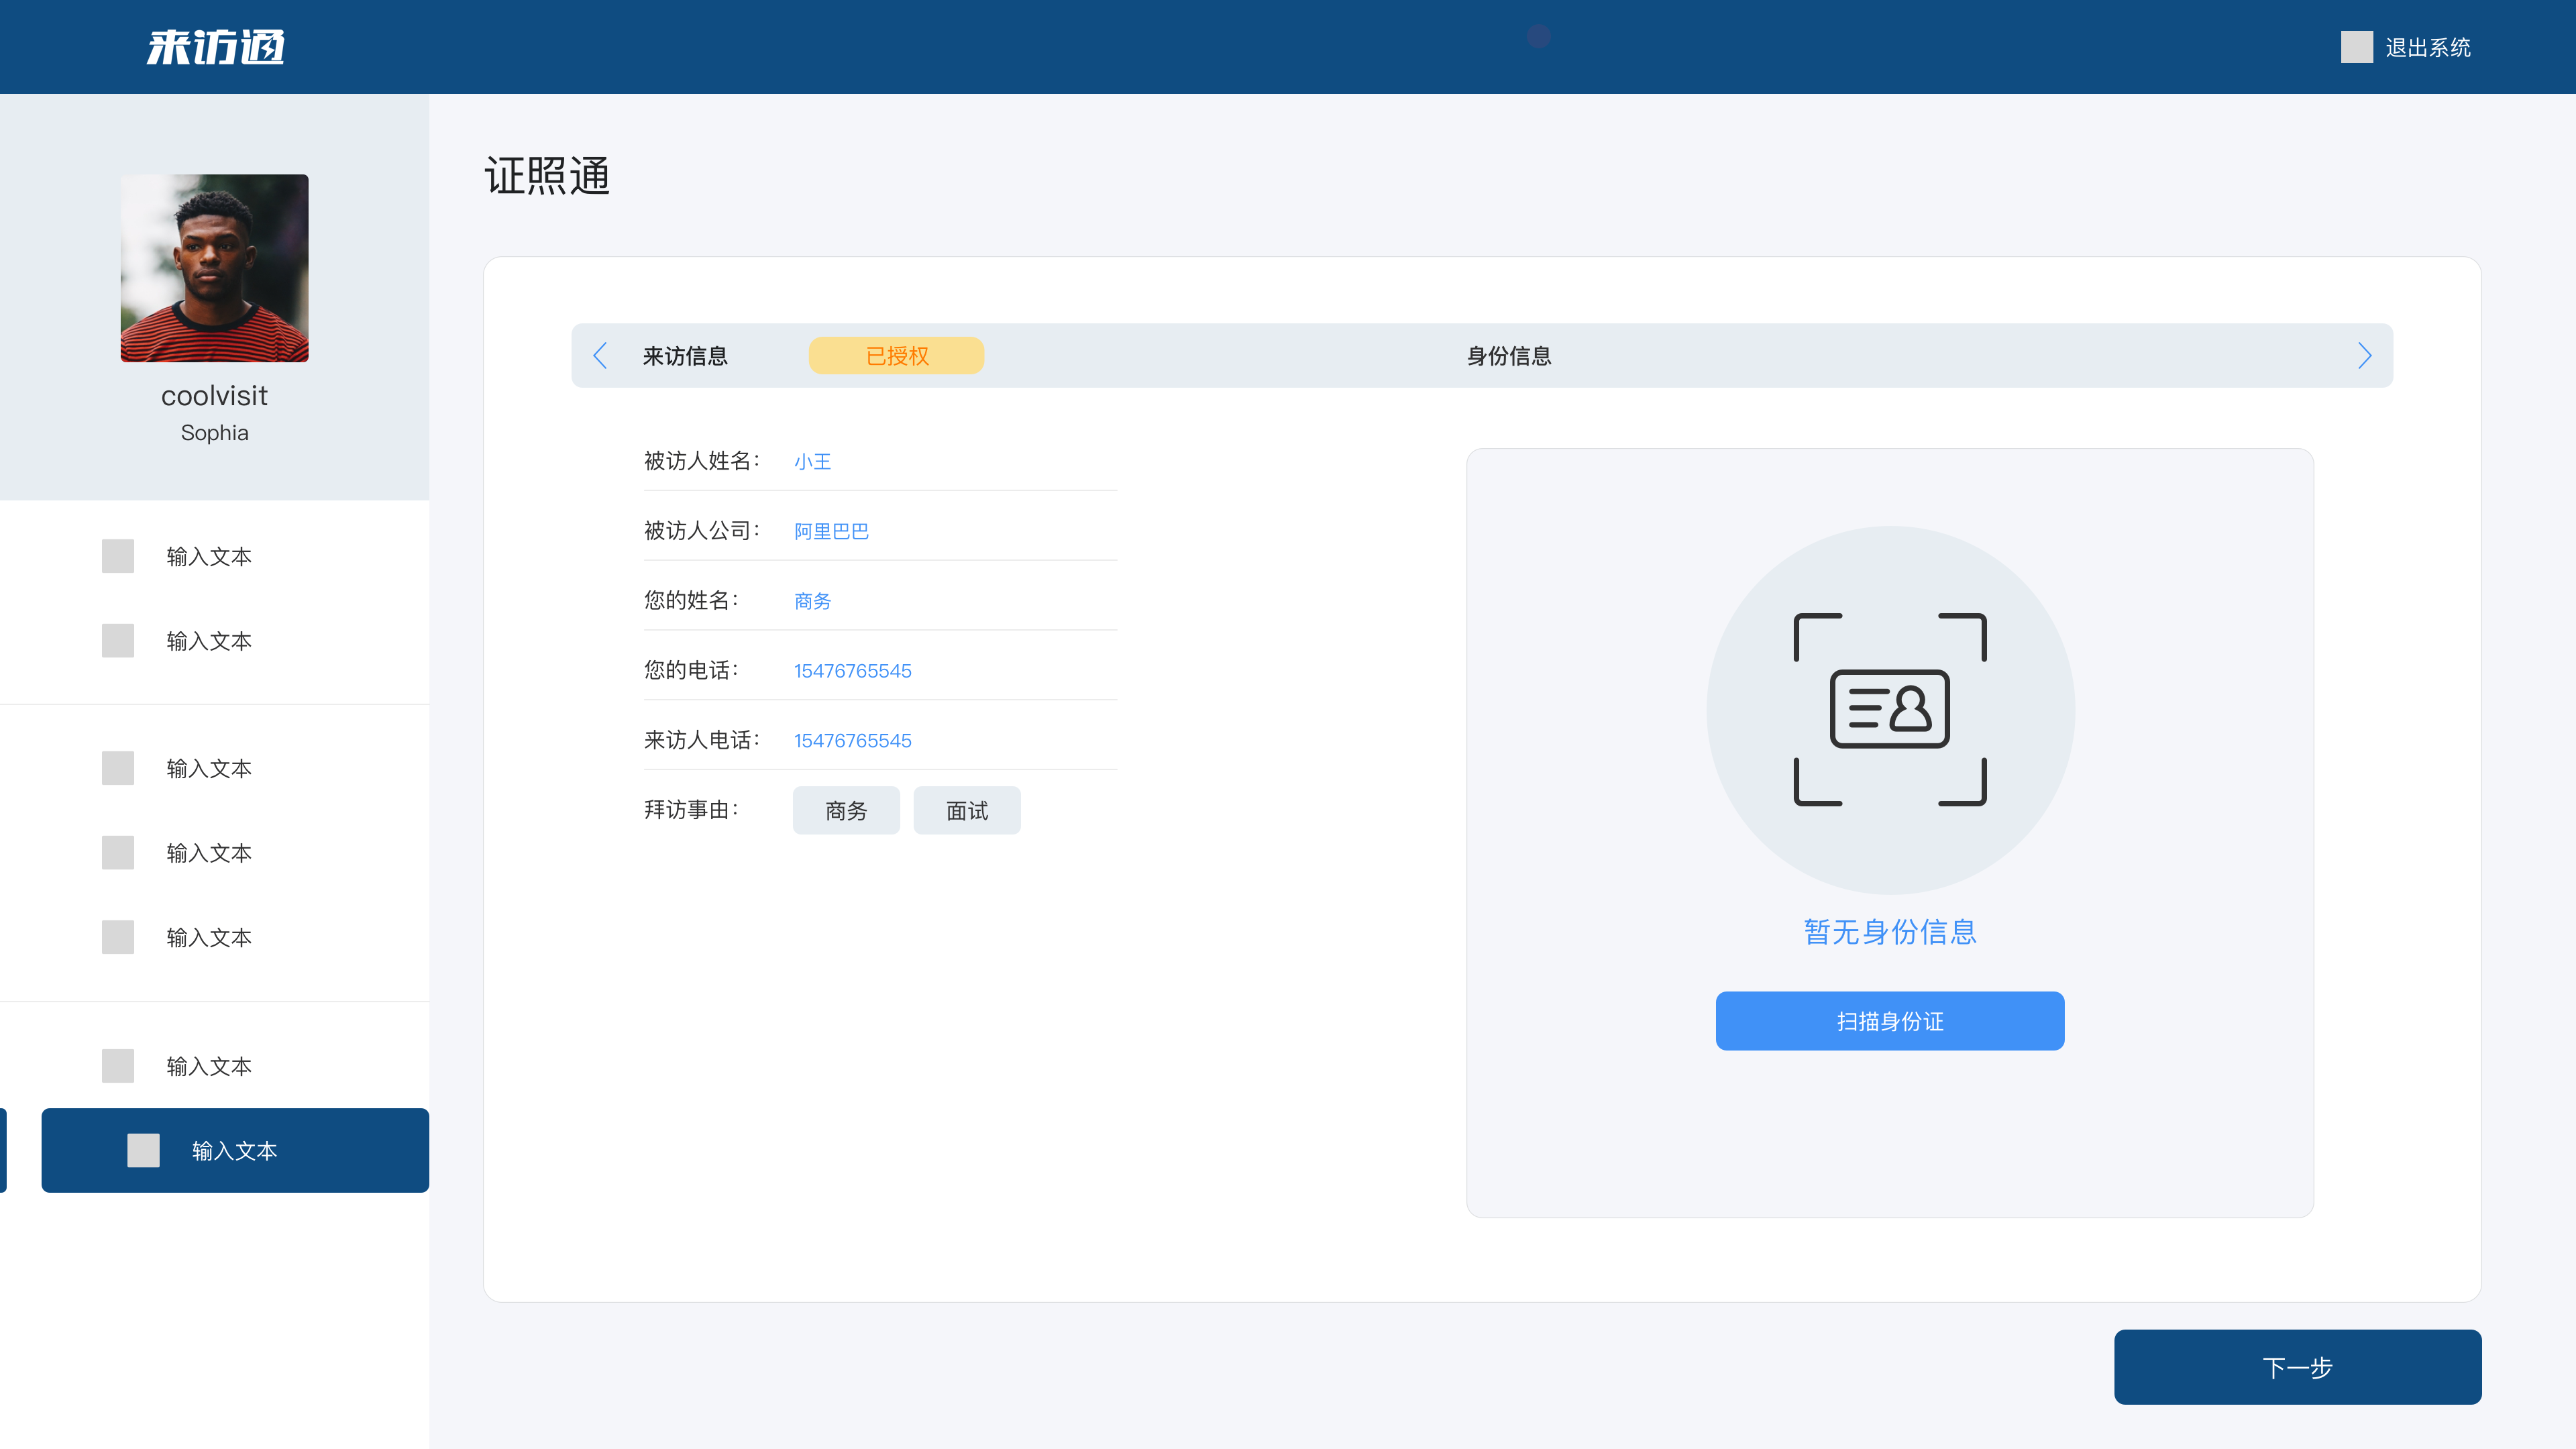 来访通
退出系统
coolvisit
Sophia
输入文本
输入文本
输入文本
输入文本
输入文本
输入文本
输入文本
证照通
来访信息 已授权 身份信息
被访人姓名： 小王
被访人公司： 阿里巴巴
您的姓名： 商务
您的电话： 15476765545
来访人电话： 15476765545
拜访事由： 商务 面试
暂无身份信息
扫描身份证
下一步